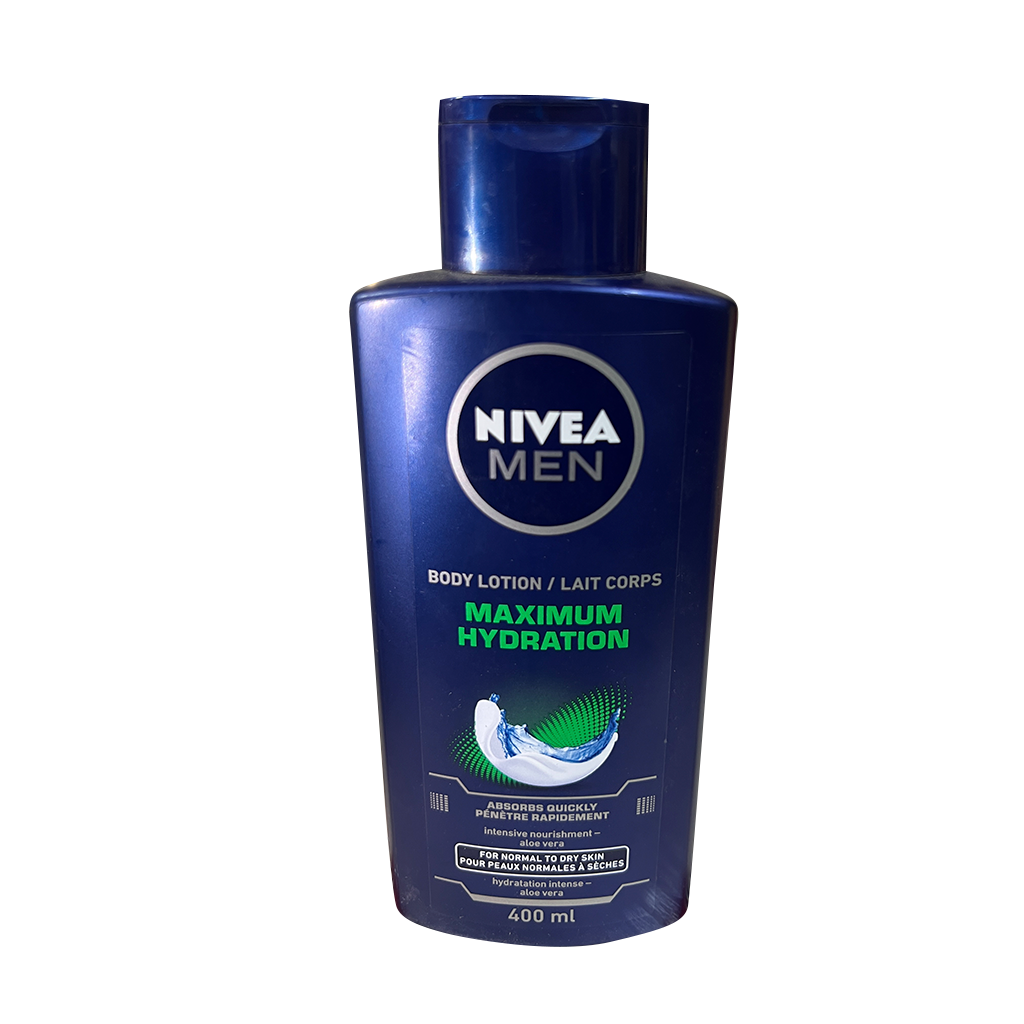 NIVEA
MEN
BODY LOTION / LAIT CORPS
MAXIMUM
HYDRATION
ABSORBS QUICKLY
PÉNÈTRE RAPIDEMENT
intensive nourishment –
aloe vera
FOR NORMAL TO DRY SKIN
POUR PEAUX NORMALES À SÈCHES
hydratation intense –
aloe vera
400 ml